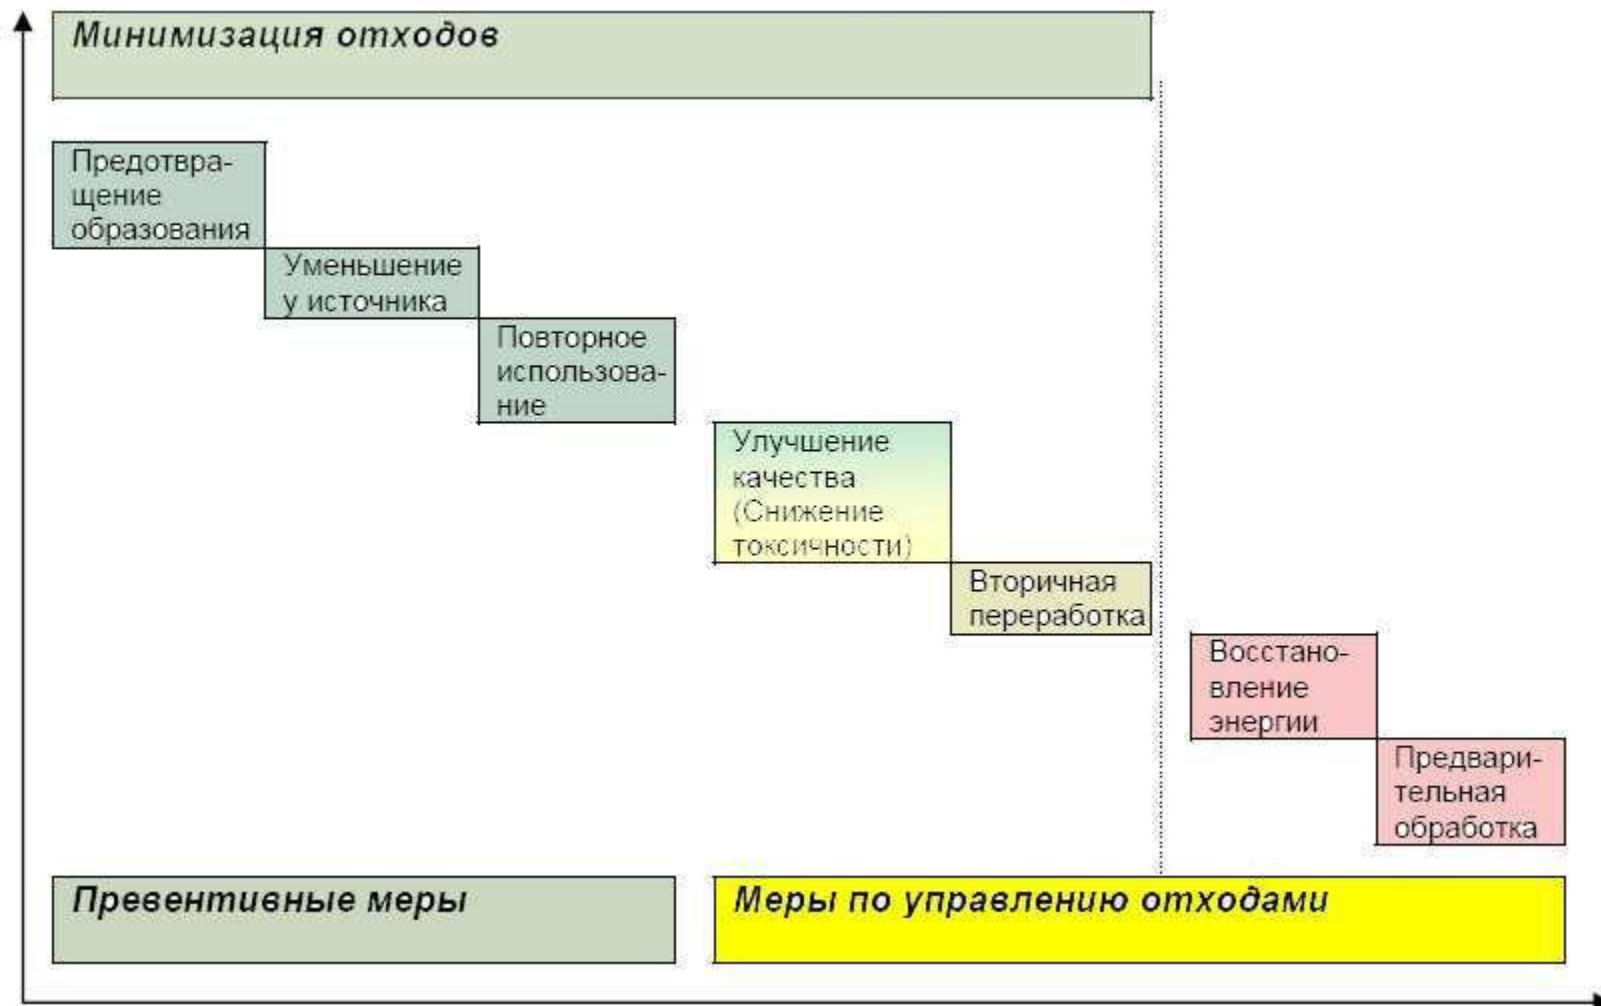 Минимизация отходов
Предотвра-
щение
образования
Уменьшение
у источника
Повторное
использова-
ние
Улучшение
качества
(Снижение
токсичности)
Вторичная
переработка
Восстано-
вление
энергии
Предвари-
тельная
обработка
Превентивные меры
Меры по управлению отходами